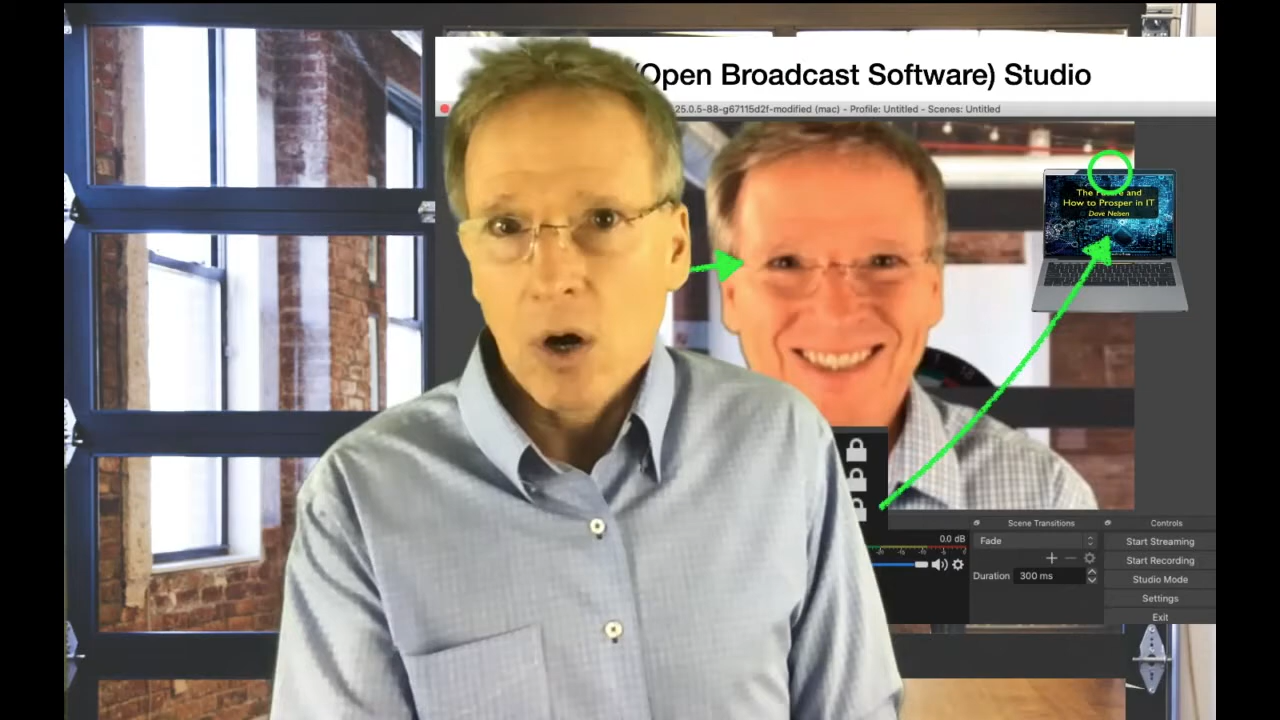 (Open Broadcast Software) Studio
25.0.5-88-g67115d2f-modified (mac) - Profile: Untitled - Scenes: Untitled
The Future and
How to Prosper in IT
Dave Nelsen
Scene Transitions
Controls
0.0 dB
Fade
Start Streaming
Start Recording
Duration
300 ms
Studio Mode
Settings
Exit